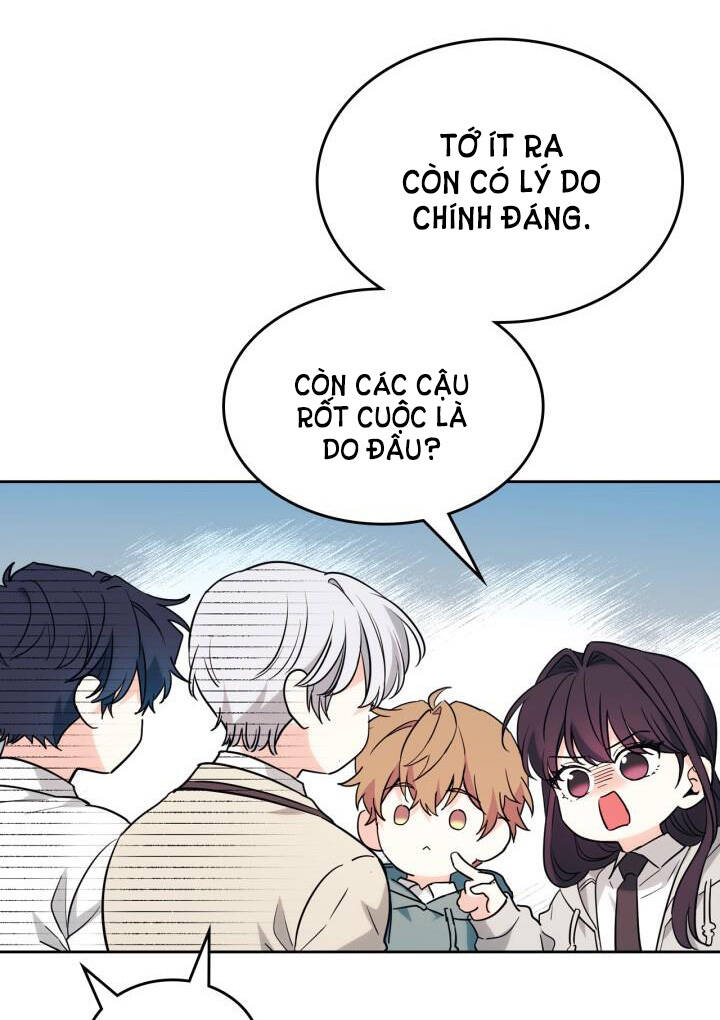 TỚ ÍT RA
CÒN CÓ LÝ DO
CHÍNH ĐÁNG.
CÒN CÁC CẬU
RỐT CUỘC LÀ
DO ĐÂU?